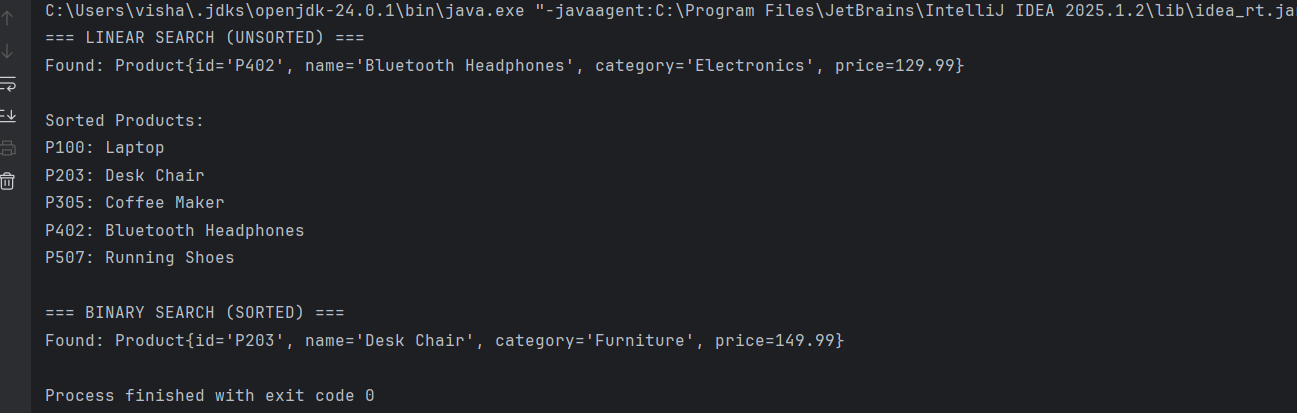 C:\Users\visha\.jdks\openjdk-24.0.1\bin\java.exe "-javaagent:C:\Program Files\JetBrains\IntelliJ IDEA 2025.1.2\lib\idea_rt.jar
=== LINEAR SEARCH (UNSORTED) ===
Found: Product{id='P402', name='Bluetooth Headphones', category='Electronics', price=129.99}
Sorted Products:
P100: Laptop
P203: Desk Chair
P305: Coffee Maker
P402: Bluetooth Headphones
P507: Running Shoes
=== BINARY SEARCH (SORTED) ===
Found: Product{id='P203', name='Desk Chair', category='Furniture', price=149.99}
Process finished with exit code 0